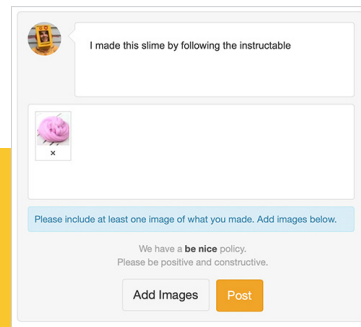 I made this slime by following the instructable
×
Please include at least one image of what you made. Add images below.
We have a be nice policy.
Please be positive and constructive.
Add Images
Post